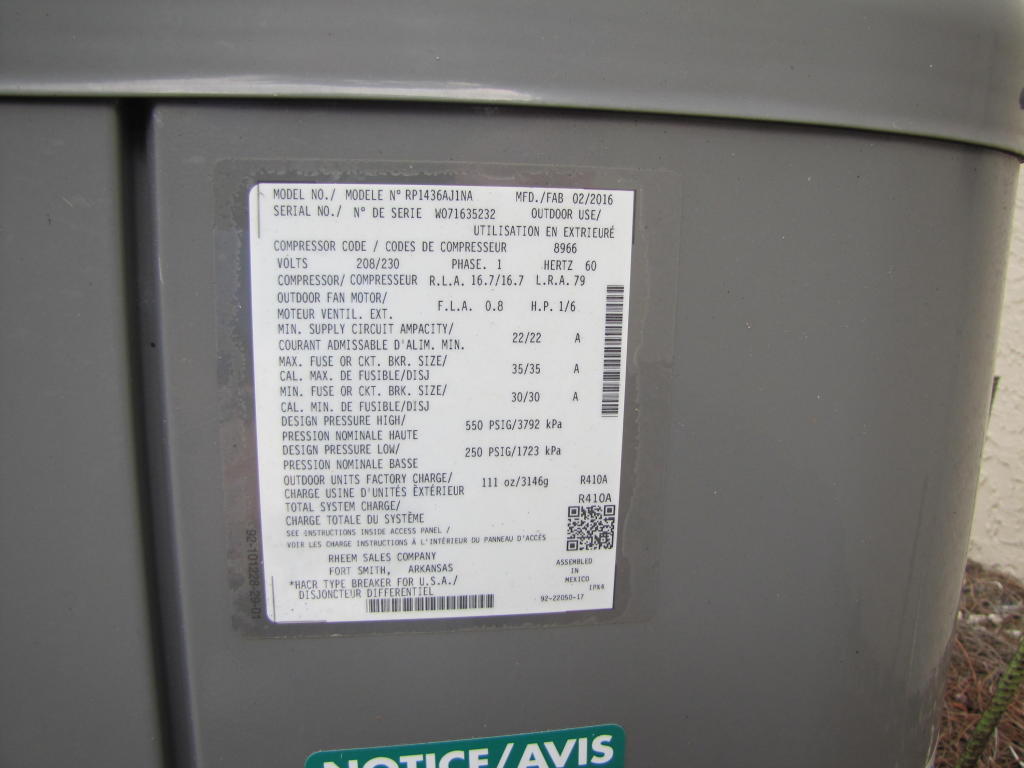 MODEL NO./ MODELE N° RP1436AJ1NA MFD./FAB 02/2016
SERIAL NO./ N° DE SERIE W071635232 OUTDOOR USE/
UTILISATION EN EXTRIEURÉ
COMPRESSOR CODE / CODES DE COMPRESSEUR 8966
VOLTS 208/230 PHASE. 1 HERTZ 60
COMPRESSOR/ COMPRESSEUR R.L.A. 16.7/16.7 L.R.A. 79
OUTDOOR FAN MOTOR/
MOTEUR VENTIL. EXT. F.L.A. 0.8 H.P. 1/6
MIN. SUPPLY CIRCUIT AMPACITY/
COURANT ADMISSABLE D'ALIM. MIN. 22/22 A
MAX. FUSE OR CKT. BKR. SIZE/
CAL. MAX. DE FUSIBLE/DISJ 35/35 A
MIN. FUSE OR CKT. BRK. SIZE/
CAL. MIN. DE FUSIBLE/DISJ 30/30 A
DESIGN PRESSURE HIGH/
PRESSION NOMINALE HAUTE 550 PSIG/3792 kPa
DESIGN PRESSURE LOW/
PRESSION NOMINALE BASSE 250 PSIG/1723 kPa
OUTDOOR UNITS FACTORY CHARGE/
CHARGE USINE D'UNITÉS ÈXTÉRIEUR 111 oz/3146g R410A
TOTAL SYSTEM CHARGE/ R410A
CHARGE TOTALE DU SYSTÈME
SEE INSTRUCTIONS INSIDE ACCESS PANEL /
VOIR LES CHARGE INSTRUCTIONS À L'INTÉRIEUR DU PANNEAU D'ACCÈS
RHEEM SALES COMPANY
FORT SMITH, ARKANSAS
ASSEMBLED
IN
MEXICO
IPX4
*HACR TYPE BREAKER FOR U.S.A./
DISJONCTEUR DIFFERENTIEL
92-22050-17
92-101228-29-01
NOTICE/AVIS